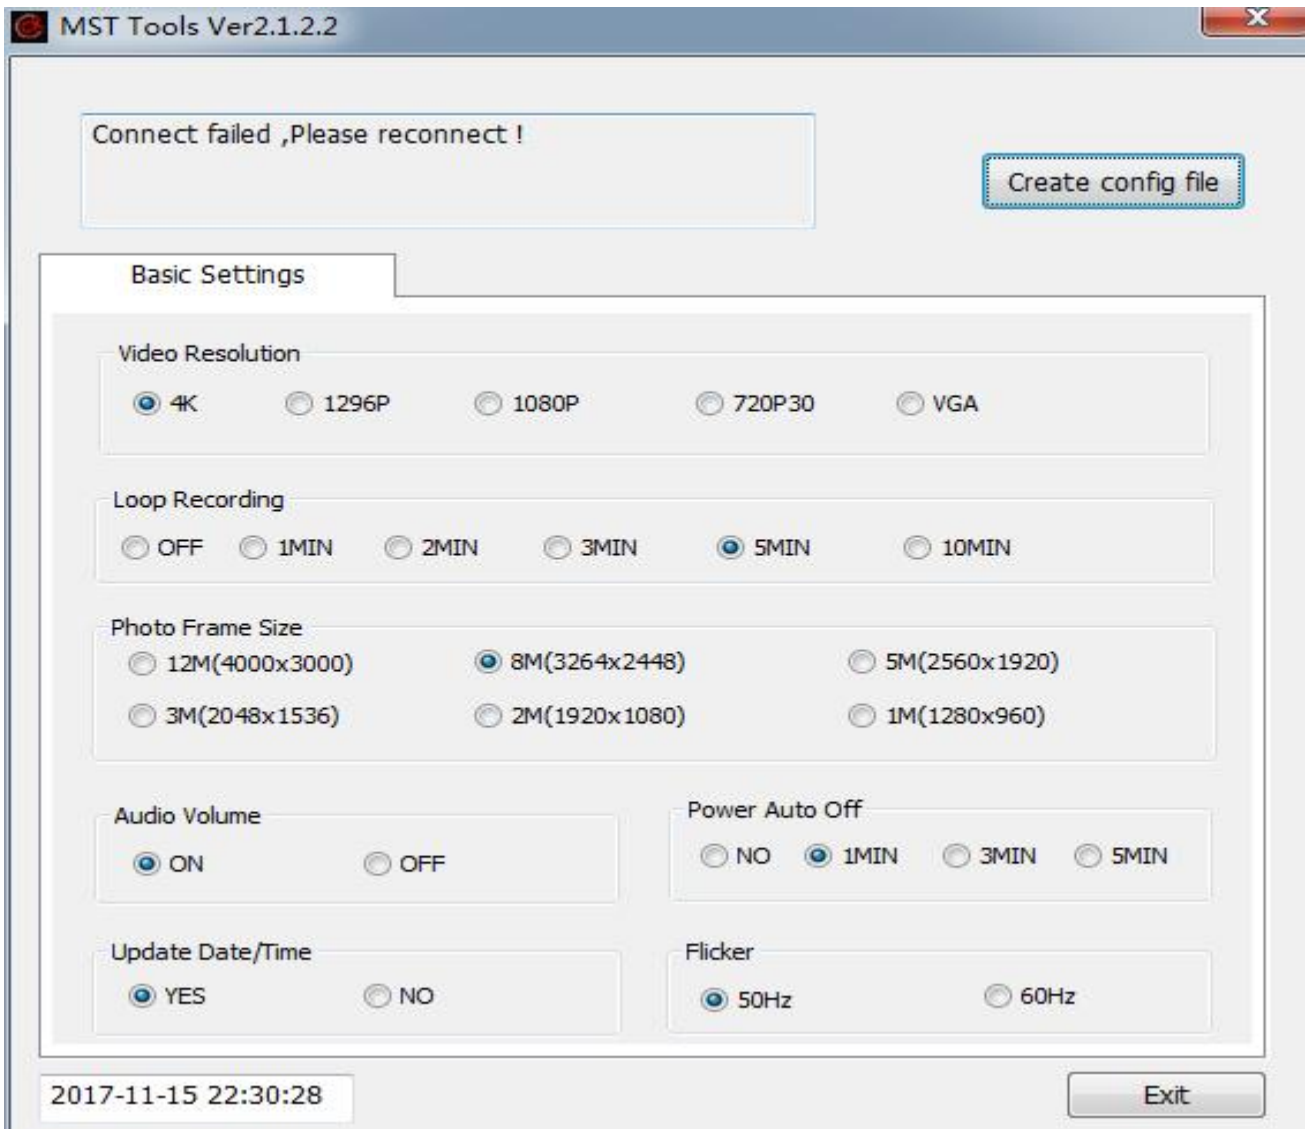 MST Tools Ver2.1.2.2
Connect failed ,Please reconnect !
Create config file
Basic Settings
Video Resolution
4K 1296P 1080P 720P30 VGA
Loop Recording
OFF 1MIN 2MIN 3MIN 5MIN 10MIN
Photo Frame Size
12M(4000x3000) 8M(3264x2448) 5M(2560x1920)
3M(2048x1536) 2M(1920x1080) 1M(1280x960)
Audio Volume
ON OFF
Power Auto Off
NO 1MIN 3MIN 5MIN
Update Date/Time
YES NO
Flicker
50Hz 60Hz
2017-11-15 22:30:28
Exit